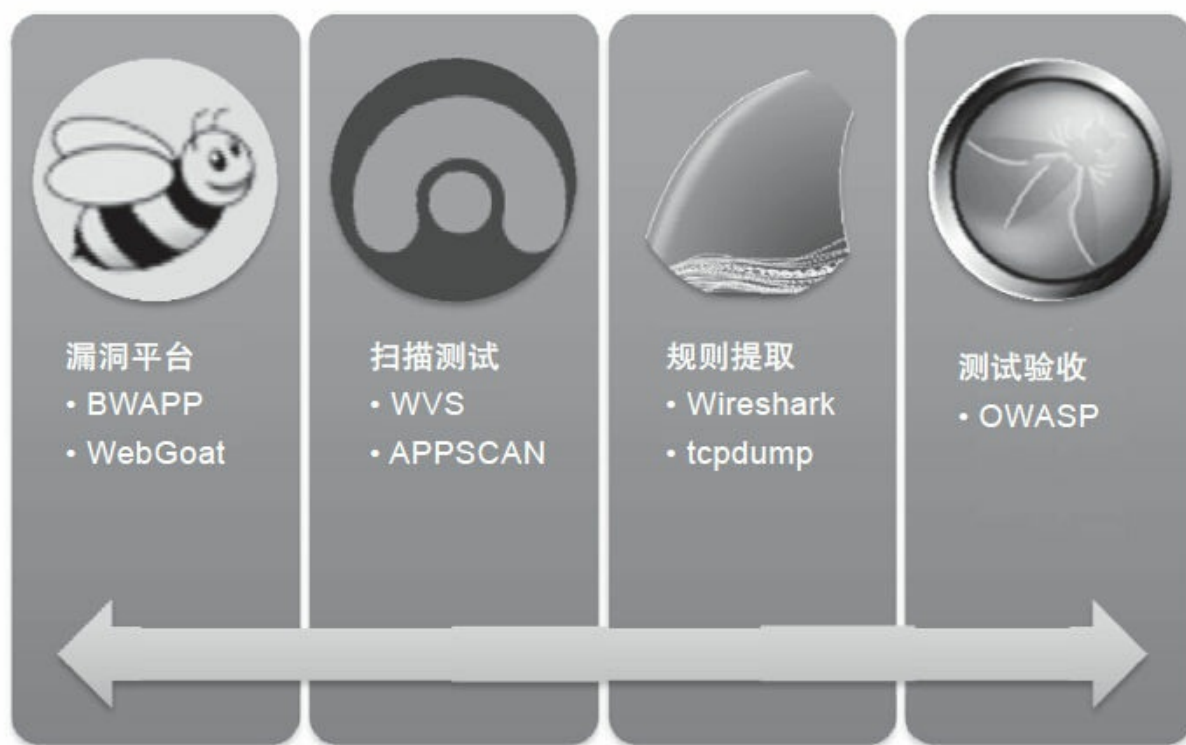 漏洞平台
• BWAPP
• WebGoat
扫描测试
• WVS
• APPSCAN
规则提取
• Wireshark
• tcpdump
测试验收
• OWASP